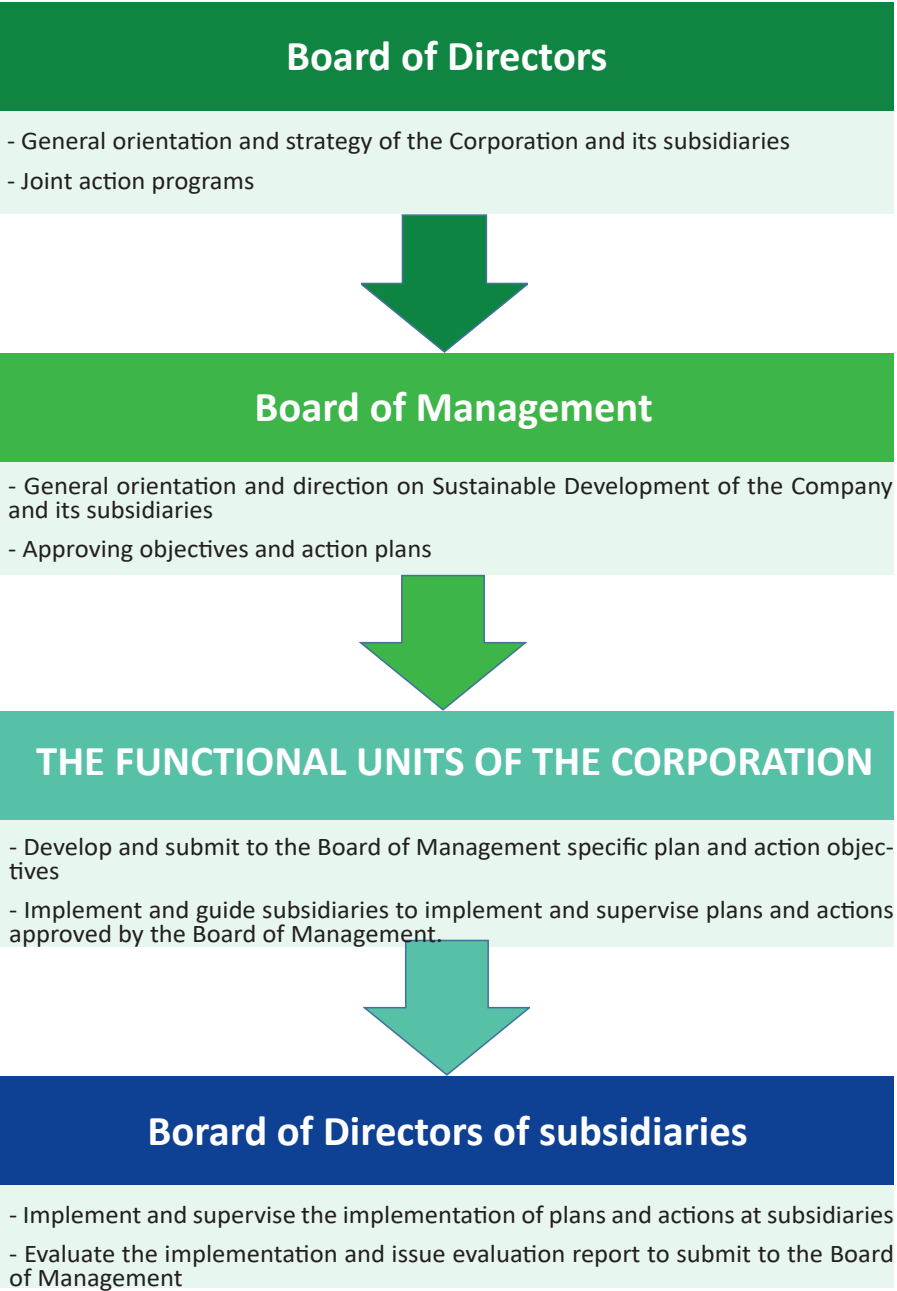 Board of Directors
- General orientation and strategy of the Corporation and its subsidiaries
- Joint action programs
Board of Management
- General orientation and direction on Sustainable Development of the Company
and its subsidiaries
- Approving objectives and action plans
THE FUNCTIONAL UNITS OF THE CORPORATION
- Develop and submit to the Board of Management specific plan and action objec-
tives
- Implement and guide subsidiaries to implement and supervise plans and actions
approved by the Board of Management.
Borard of Directors of subsidiaries
- Implement and supervise the implementation of plans and actions at subsidiaries
- Evaluate the implementation and issue evaluation report to submit to the Board
of Management